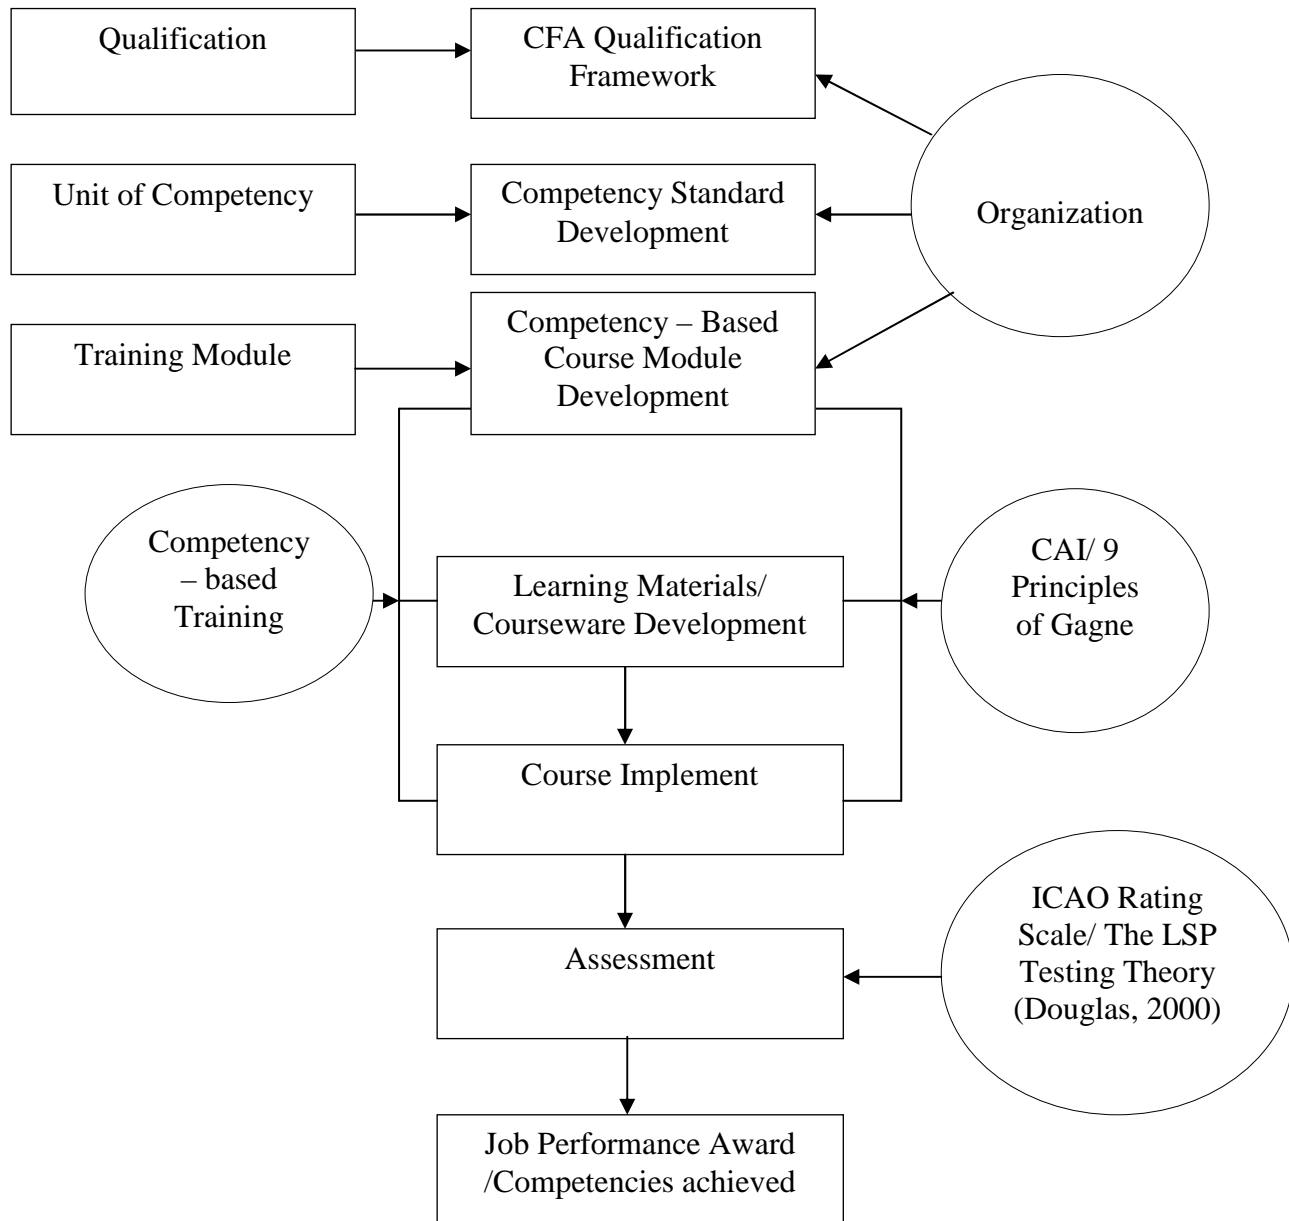 Qualification
CFA Qualification
Framework
Unit of Competency
Competency Standard
Development
Organization
Training Module
Competency – Based
Course Module
Development
Competency
– based
Training
Learning Materials/
Courseware Development
CAI/ 9
Principles
of Gagne
Course Implement
Assessment
ICAO Rating
Scale/ The LSP
Testing Theory
(Douglas, 2000)
Job Performance Award
/Competencies achieved